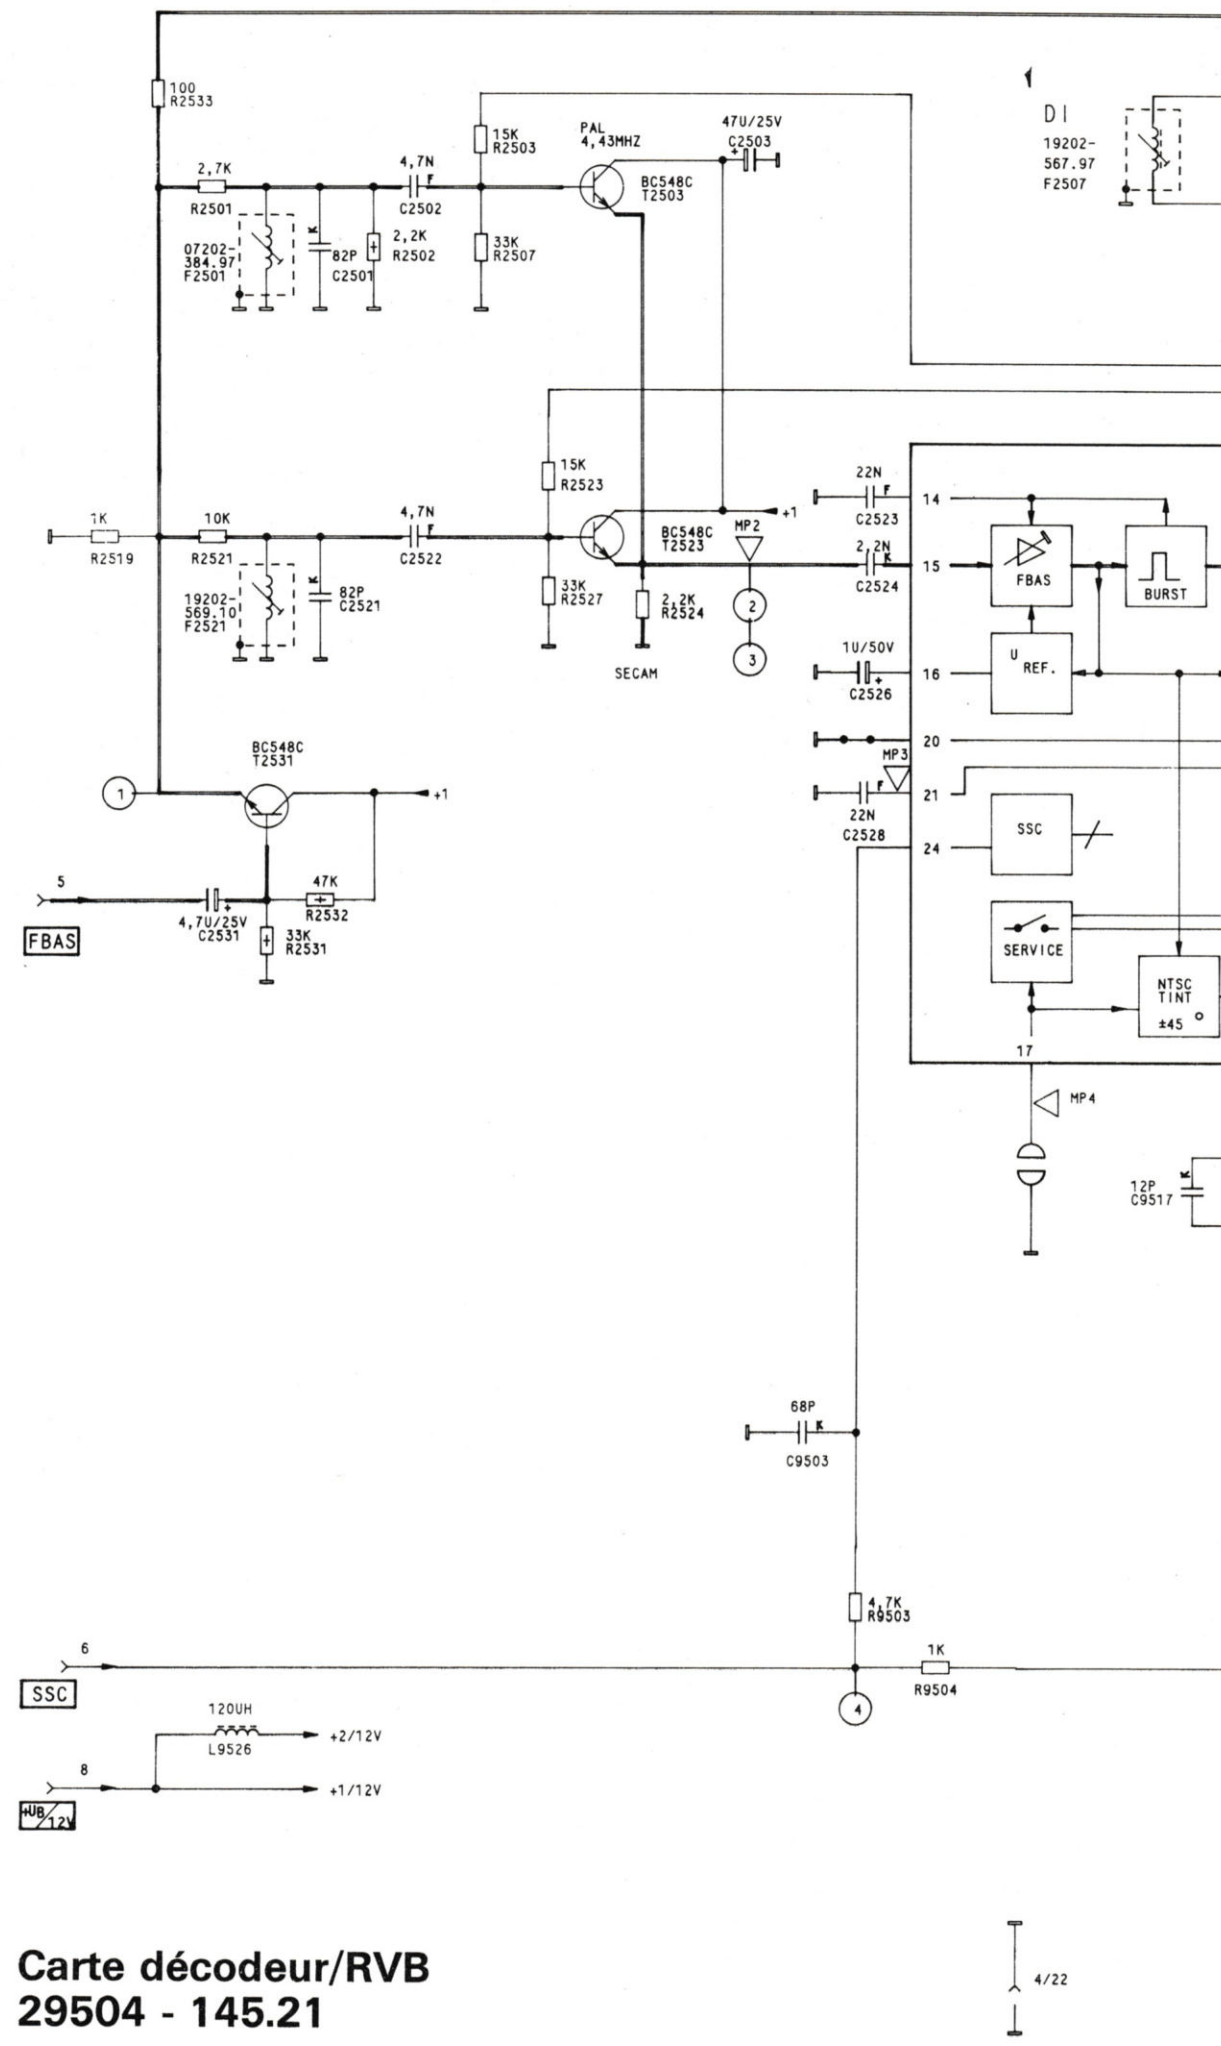 100
R2533
15K
R2503
PAL
4,43MHZ
47U/25V
+ C2503
DI
19202-
567.97
F2507
2,7K
R2501
4,7N
F
C2502
BC548C
T2503
07202-
384.97
F2501
K
82P
C2501
2,2K
R2502
33K
R2507
15K
R2523
1K
R2519
10K
R2521
4,7N
F
C2522
BC548C
T2523
+1
MP2
22N
F
C2523
14
2,2N
K
C2524
15
FBAS
BURST
19202-
569.10
F2521
K
82P
C2521
33K
R2527
2,2K
R2524
2
3
SECAM
1U/50V
+
C2526
16
U
REF.
20
MP3
F
22N
C2528
21
24
SSC
BC548C
T2531
1
+1
5
FBAS
4,7U/25V
+
C2531
47K
R2532
33K
R2531
SERVICE
NTSC
TINT
±45 °
17
MP4
K
12P
C9517
68P
K
C9503
4,7K
R9503
6
SSC
1K
R9504
4
120UH
L9526
+2/12V
8
+1/12V
+UB/12V
Carte décodeur/RVB
29504 - 145.21
4/22